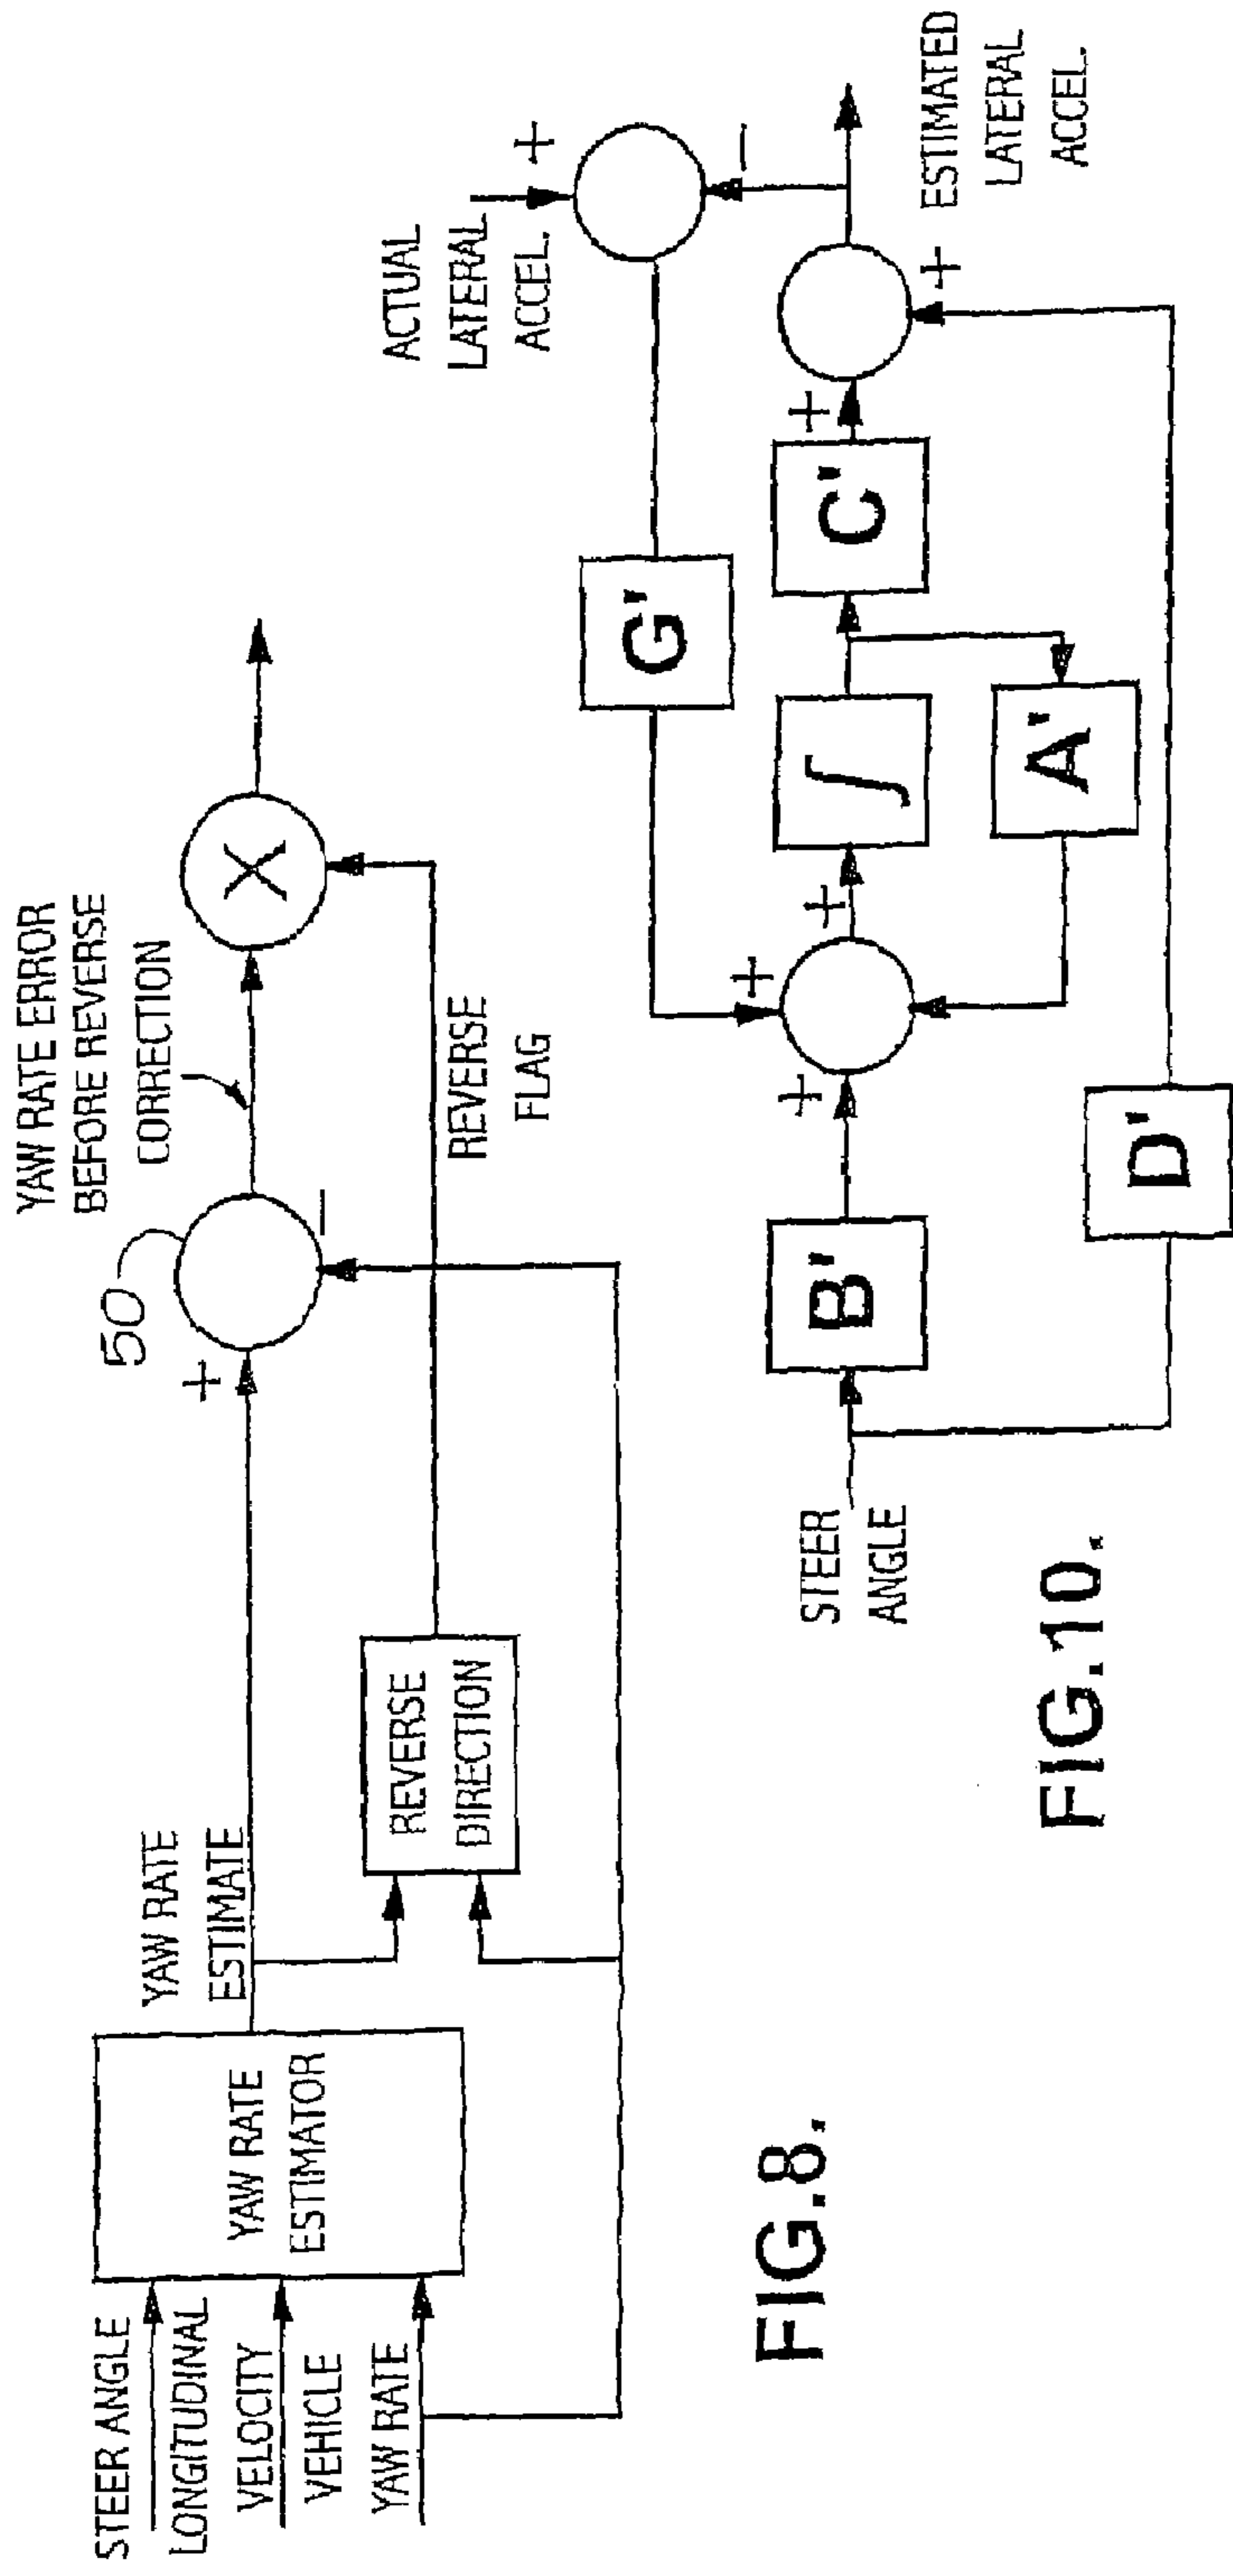 STEER ANGLE
LONGITUDINAL
VELOCITY
VEHICLE
YAW RATE
YAW RATE
ESTIMATOR
YAW RATE
ESTIMATE
REVERSE
DIRECTION
50
+
−
YAW RATE ERROR
BEFORE REVERSE
CORRECTION
X
REVERSE
FLAG
FIG.8.
STEER
ANGLE
B'
+
+
+
G'
∫
A'
C'
D'
+
+
ACTUAL
LATERAL
ACCEL.
+
−
ESTIMATED
LATERAL
ACCEL.
FIG.10.